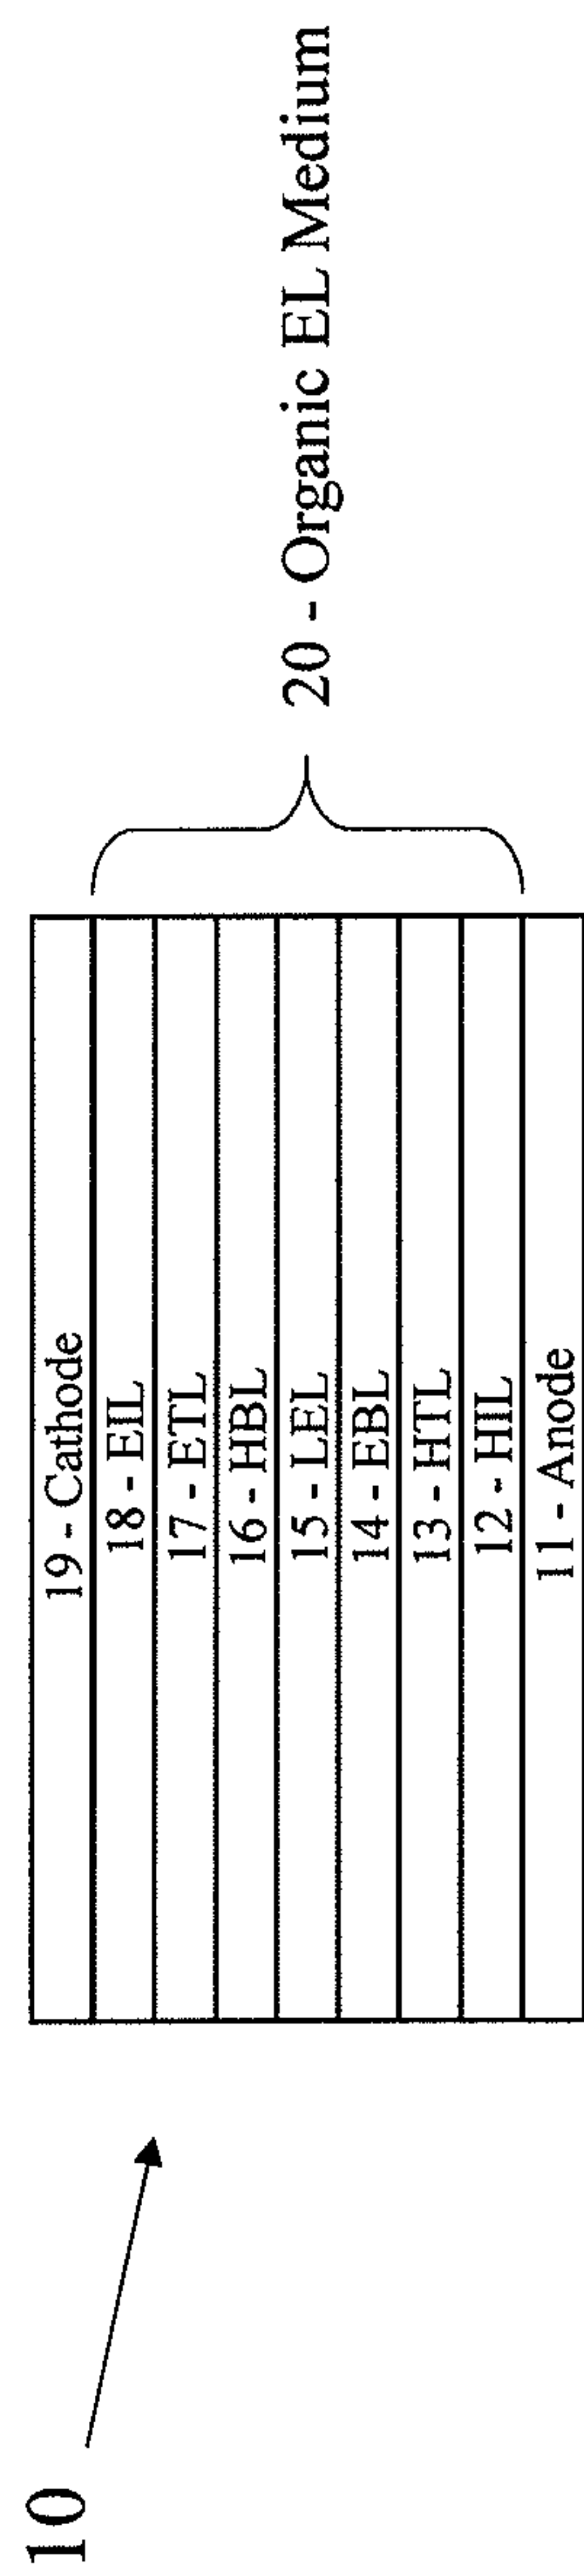 10
19 - Cathode
18 - EIL
17 - ETL
16 - HBL
15 - LEL
14 - EBL
13 - HTL
12 - HIL
11 - Anode
20 - Organic EL Medium